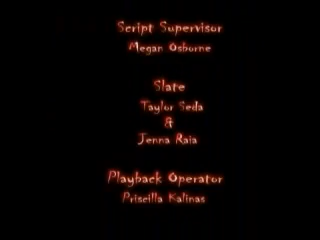 Script Supervisor
Megan Osborne
Slate
Taylor Seda
&
Jenna Raia
Playback Operator
Priscilla Kalinas